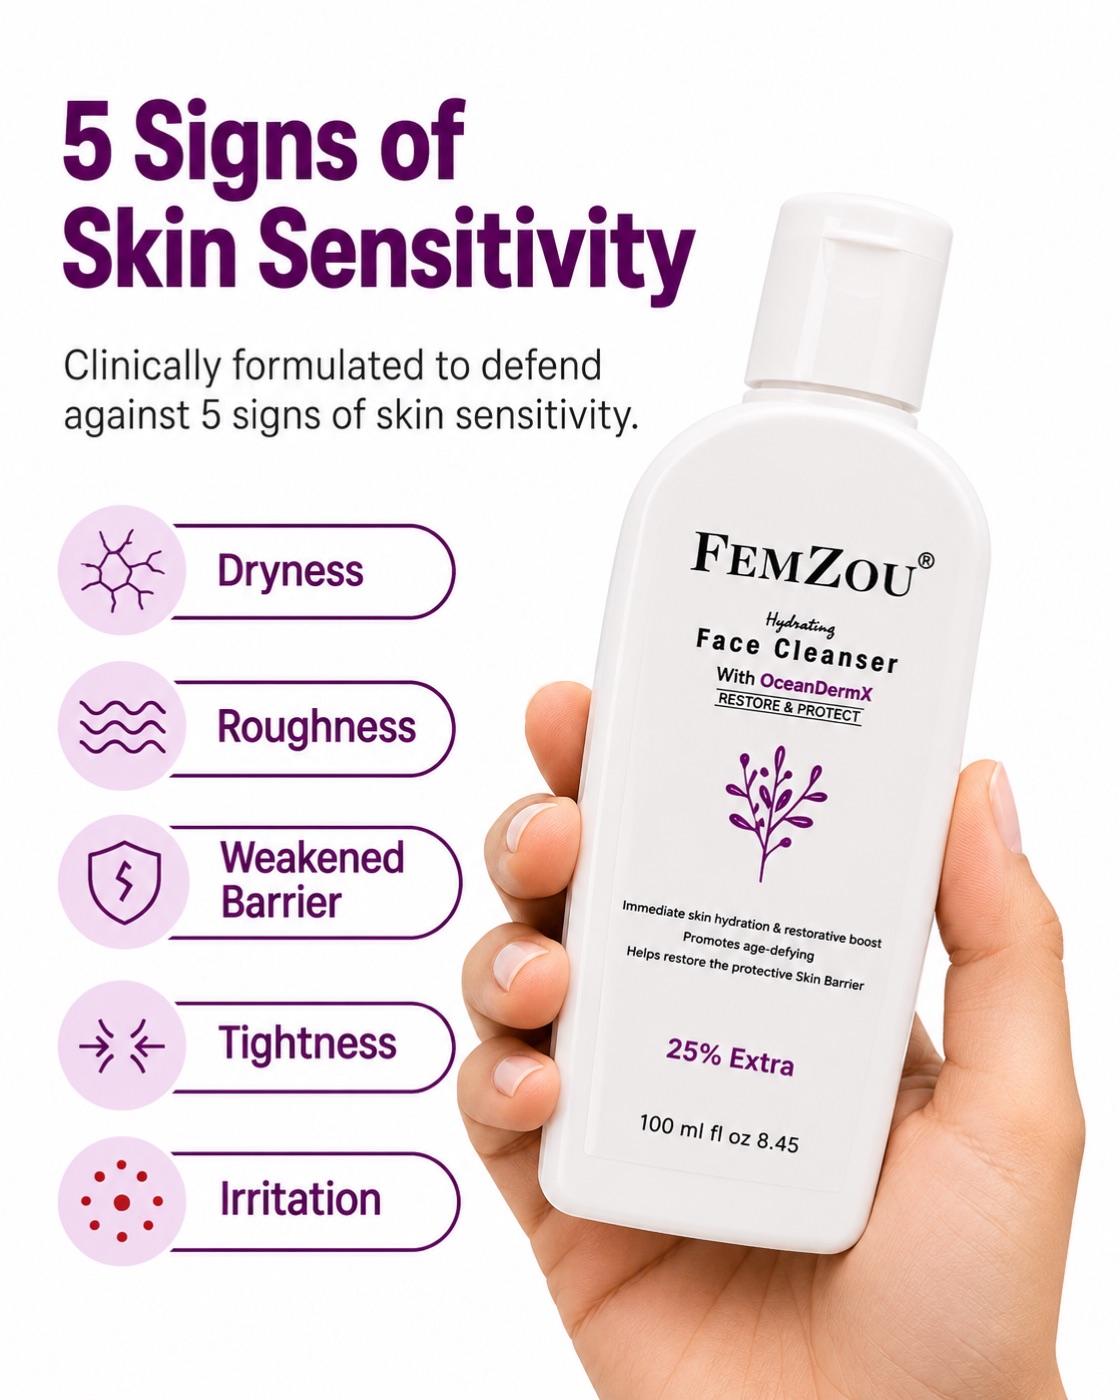 5 Signs of
Skin Sensitivity
Clinically formulated to defend
against 5 signs of skin sensitivity.
Dryness
Roughness
Weakened
Barrier
Tightness
Irritation
FEMZOU®
Hydrating
Face Cleanser
With OceanDermX
RESTORE & PROTECT
Immediate skin hydration & restorative boost
Promotes age-defying
Helps restore the protective Skin Barrier
25% Extra
100 ml fl oz 8.45